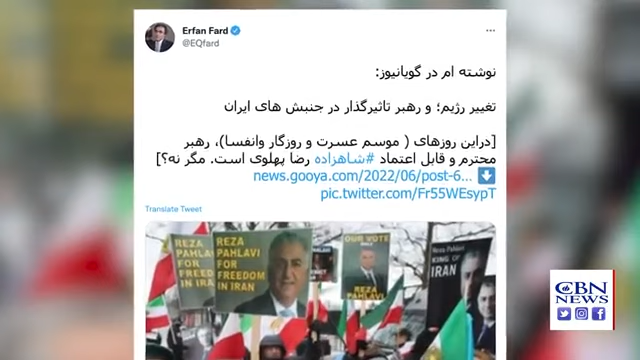 Erfan Fard
@EQfard
نوشته ام در گویانیوز:
تغییر رژیم؛ و رهبر تاثیرگذار در جنبش های ایران
[دراین روزهای ( موسم عسرت و روزگار وانفسا)، رهبر
محترم و قابل اعتماد #شاهزاده رضا پهلوی است. مگر نه؟]
news.gooya.com/2022/06/post-6…
pic.twitter.com/Fr55WEsypT
Translate Tweet
REZA
PAHLAVI
FOR
FREEDOM
IN IRAN
REZA
PAHLAVI
FOR
FREEDOM
IN IRAN
OUR VOTE
REZA
PAHLAVI
Reza Pahlavi
KING OF
IRAN
CBN
NEWS